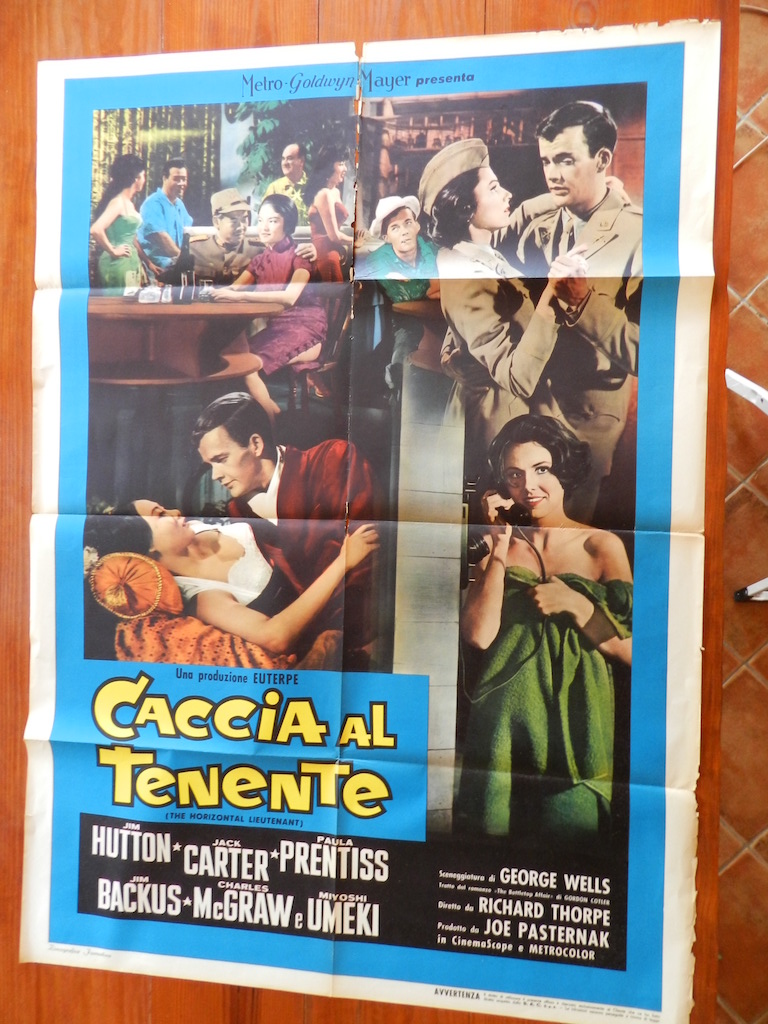 Metro-Goldwyn-Mayer presenta
Una produzione EUTERPE
CACCIA AL
TENENTE
(THE HORIZONTAL LIEUTENANT)
JIM HUTTON * JACK CARTER * PAULA PRENTISS
JIM BACKUS * CHARLES McGRAW e MIYOSHI UMEKI
Sceneggiatura di GEORGE WELLS
Tratto dal romanzo «The Bottletop Affair» di GORDON COTLER
Diretto da RICHARD THORPE
Prodotto da JOE PASTERNAK
in CinemaScope e METROCOLOR
AVVERTENZA